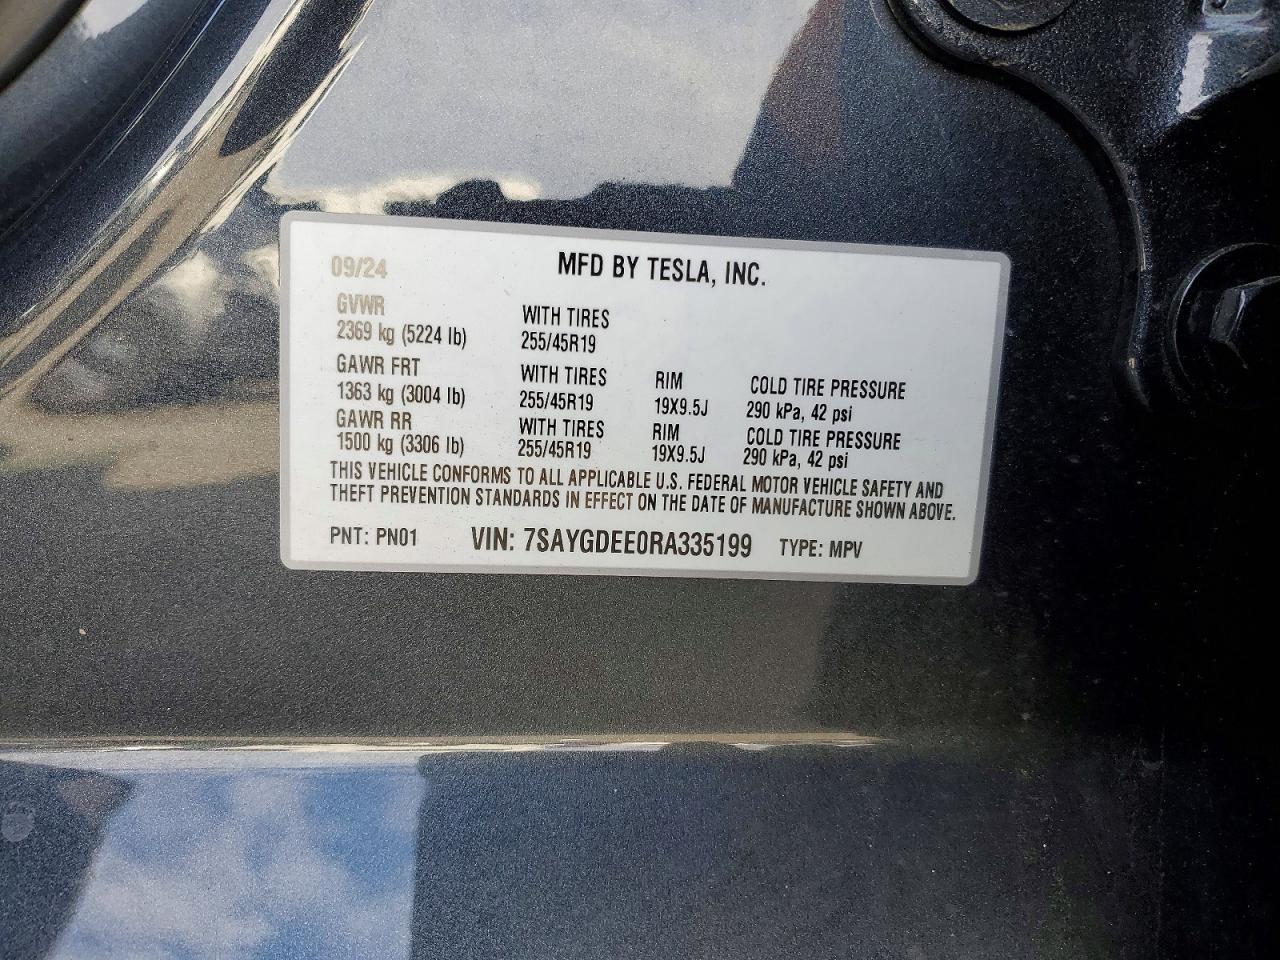 09/24 MFD BY TESLA, INC.
GVWR WITH TIRES
2369 kg (5224 lb) 255/45R19
GAWR FRT WITH TIRES RIM COLD TIRE PRESSURE
1363 kg (3004 lb) 255/45R19 19X9.5J 290 kPa, 42 psi
GAWR RR WITH TIRES RIM COLD TIRE PRESSURE
1500 kg (3306 lb) 255/45R19 19X9.5J 290 kPa, 42 psi
THIS VEHICLE CONFORMS TO ALL APPLICABLE U.S. FEDERAL MOTOR VEHICLE SAFETY AND
THEFT PREVENTION STANDARDS IN EFFECT ON THE DATE OF MANUFACTURE SHOWN ABOVE.
PNT: PN01 VIN: 7SAYGDEE0RA335199 TYPE: MPV